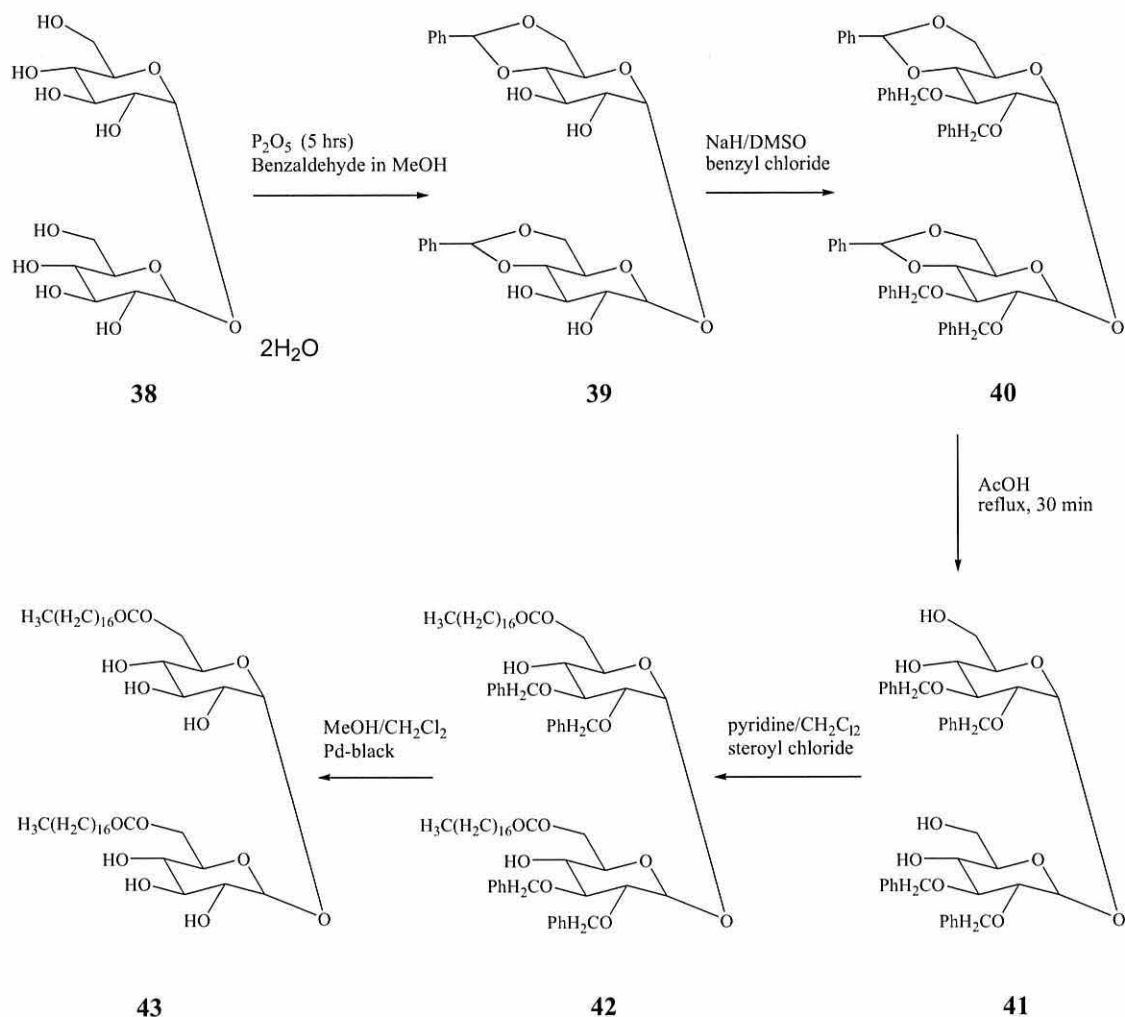 HO
HO
HO
HO
O
HO
HO
HO
HO
O
O
2H₂O
38
P₂O₅ (5 hrs)
Benzaldehyde in MeOH
Ph
O
O
HO
HO
O
Ph
O
O
HO
HO
O
O
39
NaH/DMSO
benzyl chloride
Ph
O
O
PhH₂CO
PhH₂CO
O
Ph
O
O
PhH₂CO
PhH₂CO
O
O
40
AcOH
reflux, 30 min
H₃C(H₂C)₁₆OCO
HO
HO
HO
O
H₃C(H₂C)₁₆OCO
HO
HO
HO
O
O
43
MeOH/CH₂Cl₂
Pd-black
H₃C(H₂C)₁₆OCO
HO
PhH₂CO
PhH₂CO
O
H₃C(H₂C)₁₆OCO
HO
PhH₂CO
PhH₂CO
O
O
42
pyridine/CH₂C₁₂
steroyl chloride
HO
HO
PhH₂CO
PhH₂CO
O
HO
HO
PhH₂CO
PhH₂CO
O
O
41